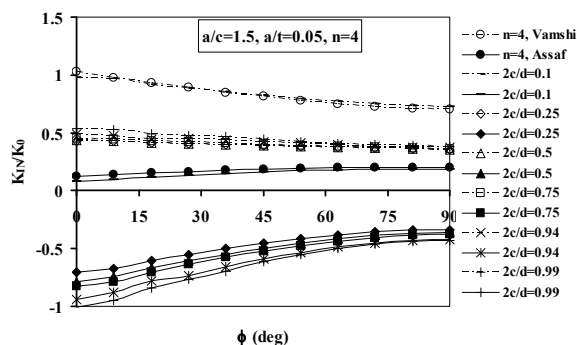 a/c=1.5, a/t=0.05, n=4
K_IN/K_0
1.5
1
0.5
0
-0.5
-1
0 15 30 45 60 75 90
ϕ (deg)
n=4, Vamshi
n=4, Assaf
2c/d=0.1
2c/d=0.1
2c/d=0.25
2c/d=0.25
2c/d=0.5
2c/d=0.5
2c/d=0.75
2c/d=0.75
2c/d=0.94
2c/d=0.94
2c/d=0.99
2c/d=0.99